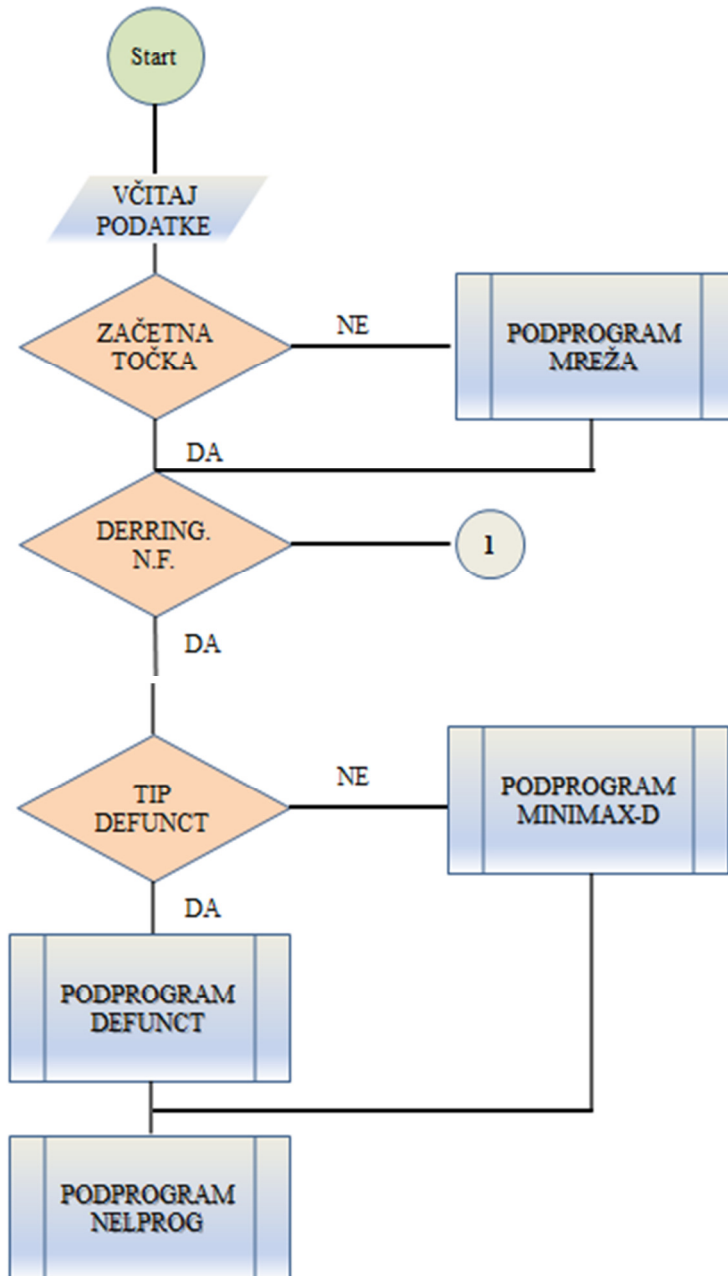 Start
VČITAJ
PODATKE
ZAČETNA
TOČKA
NE
PODPROGRAM
MREŽA
DA
DERRING.
N.F.
1
DA
TIP
DEFUNCT
NE
PODPROGRAM
MINIMAX-D
DA
PODPROGRAM
DEFUNCT
PODPROGRAM
NELPROG